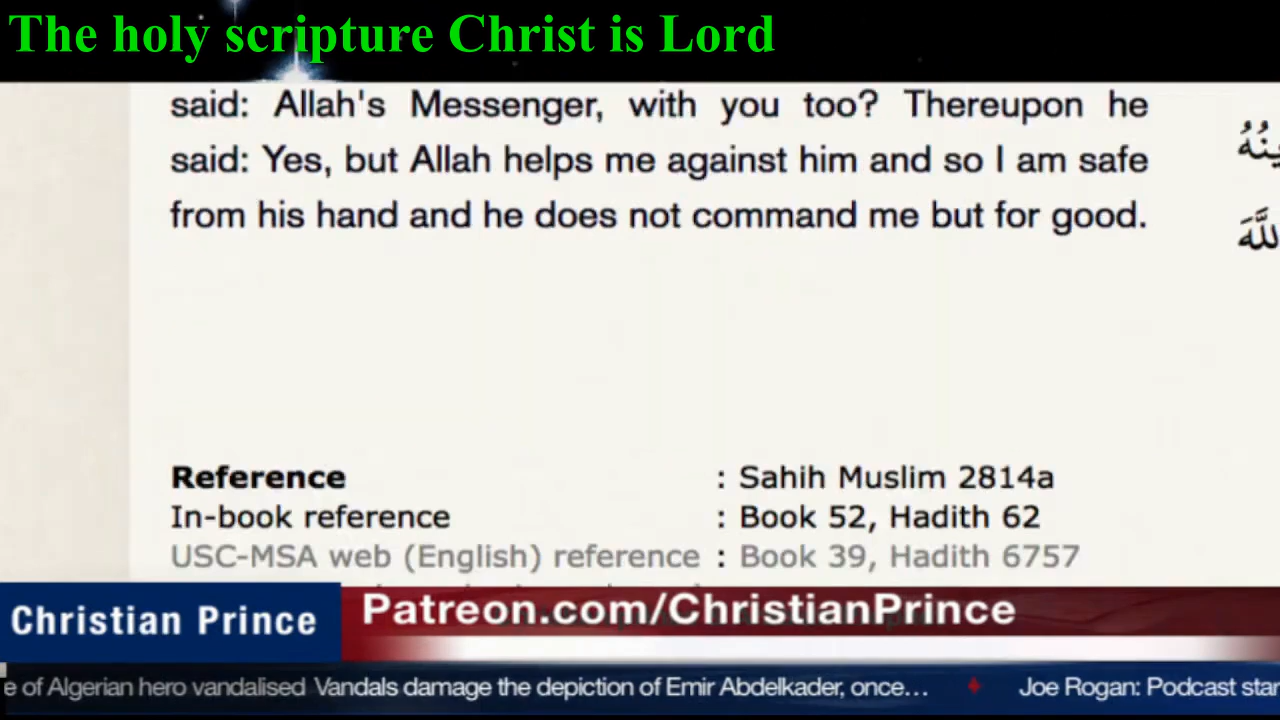 The holy scripture Christ is Lord
said: Allah's Messenger, with you too? Thereupon he
said: Yes, but Allah helps me against him and so I am safe
from his hand and he does not command me but for good.
Reference : Sahih Muslim 2814a
In-book reference : Book 52, Hadith 62
USC-MSA web (English) reference : Book 39, Hadith 6757
Christian Prince
Patreon.com/ChristianPrince
e of Algerian hero vandalised Vandals damage the depiction of Emir Abdelkader, once... Joe Rogan: Podcast star